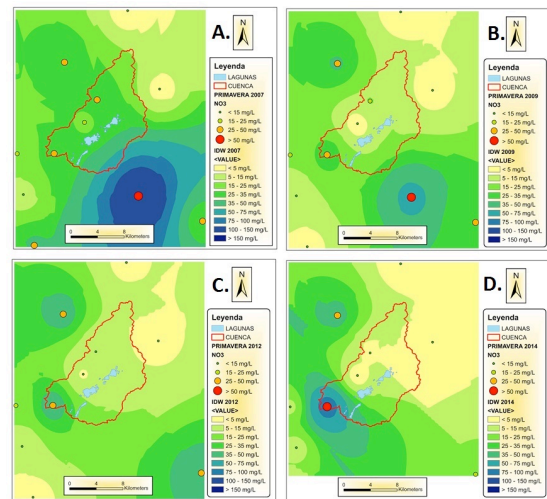 A.
N
Leyenda
LAGUNAS
CUENCA
PRIMAVERA 2007
NO3
< 15 mg/L
15 - 25 mg/L
25 - 50 mg/L
> 50 mg/L
IDW 2007
<VALUE>
< 5 mg/L
5 - 15 mg/L
15 - 25 mg/L
25 - 35 mg/L
35 - 50 mg/L
50 - 75 mg/L
75 - 100 mg/L
100 - 150 mg/L
> 150 mg/L
0 4 8
Kilometers
B.
N
Leyenda
LAGUNAS
CUENCA
PRIMAVERA 2009
NO3
< 15 mg/L
15 - 25 mg/L
25 - 50 mg/L
> 50 mg/L
IDW 2009
<VALUE>
< 5 mg/L
5 - 15 mg/L
15 - 25 mg/L
25 - 35 mg/L
35 - 50 mg/L
50 - 75 mg/L
75 - 100 mg/L
100 - 150 mg/L
> 150 mg/L
0 4 8
Kilometers
C.
N
Leyenda
LAGUNAS
CUENCA
PRIMAVERA 2012
NO3
< 15 mg/L
15 - 25 mg/L
25 - 50 mg/L
> 50 mg/L
IDW 2012
<VALUE>
< 5 mg/L
5 - 15 mg/L
15 - 25 mg/L
25 - 35 mg/L
35 - 50 mg/L
50 - 75 mg/L
75 - 100 mg/L
100 - 150 mg/L
> 150 mg/L
0 4 8
Kilometers
D.
N
Leyenda
LAGUNAS
CUENCA
PRIMAVERA 2014
NO3
< 15 mg/L
15 - 25 mg/L
25 - 50 mg/L
> 50 mg/L
IDW 2014
<VALUE>
< 5 mg/L
5 - 15 mg/L
15 - 25 mg/L
25 - 35 mg/L
35 - 50 mg/L
50 - 75 mg/L
75 - 100 mg/L
100 - 150 mg/L
> 150 mg/L
0 4 8
Kilometers